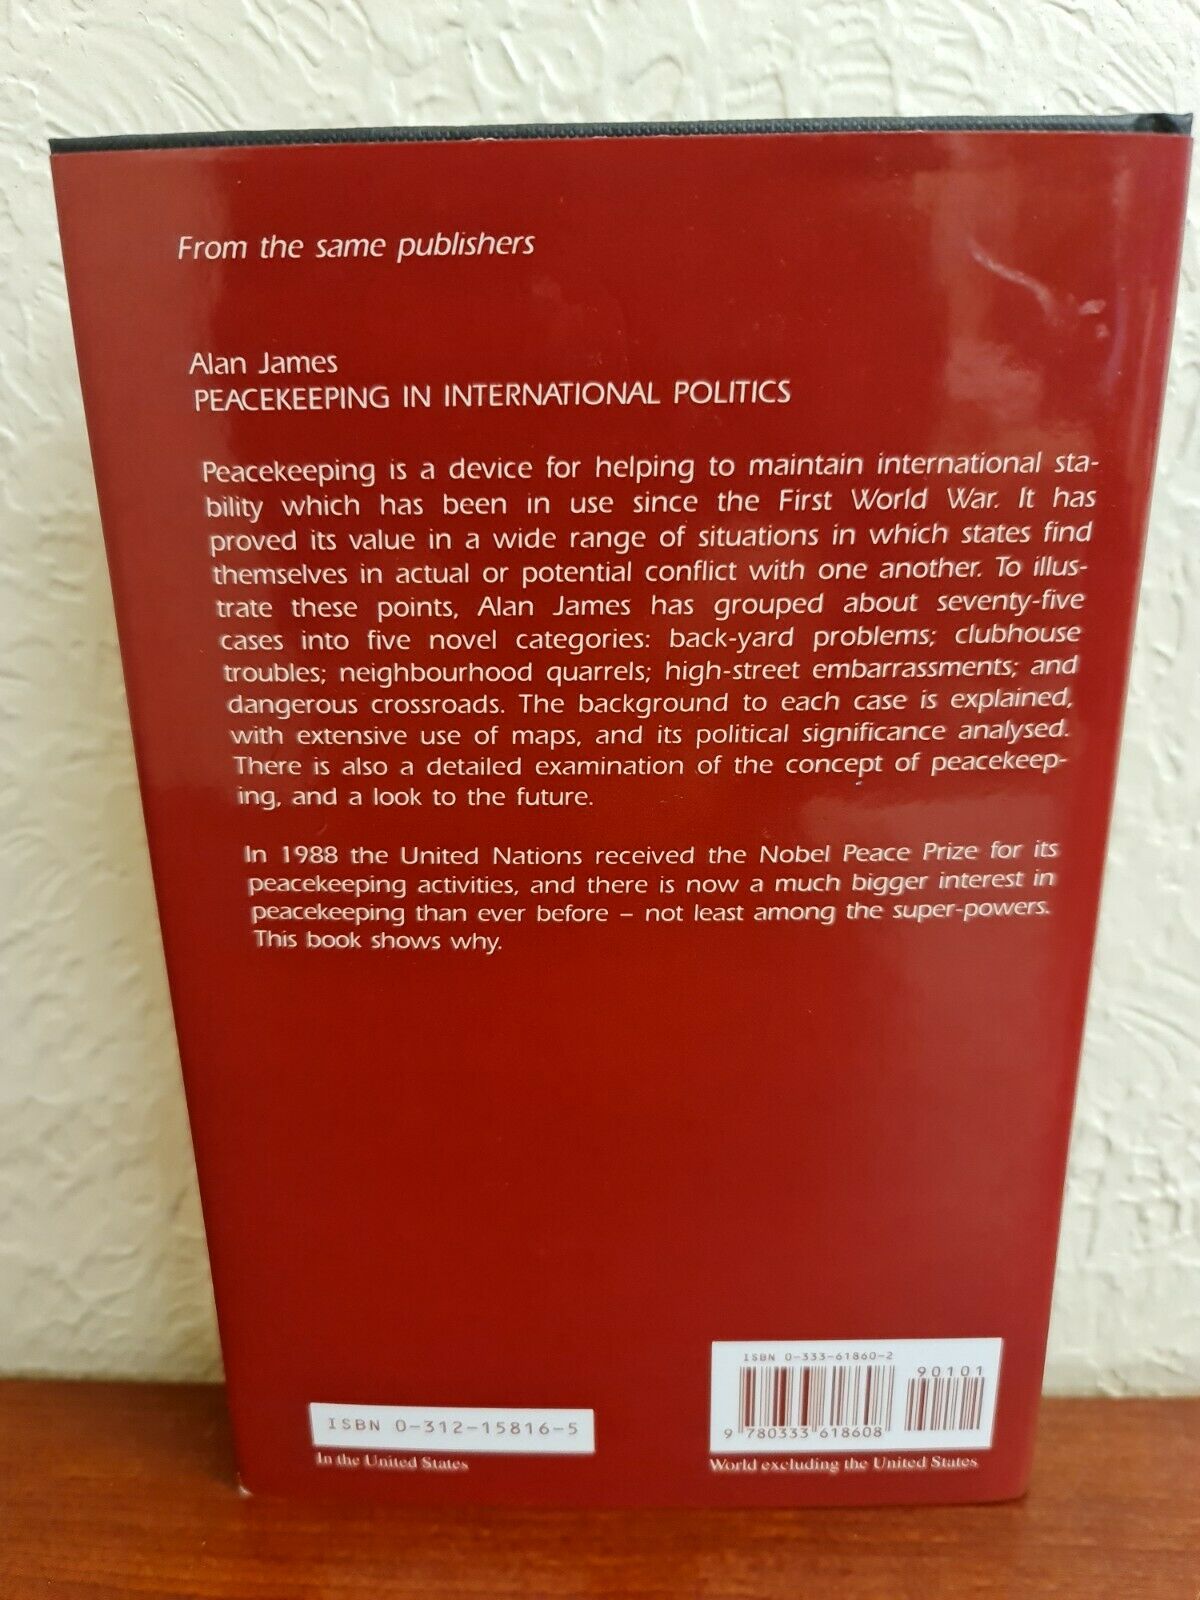 From the same publishers
Alan James
PEACEKEEPING IN INTERNATIONAL POLITICS
Peacekeeping is a device for helping to maintain international sta-
bility which has been in use since the First World War. It has
proved its value in a wide range of situations in which states find
themselves in actual or potential conflict with one another. To illus-
trate these points, Alan James has grouped about seventy-five
cases into five novel categories: back-yard problems; clubhouse
troubles; neighbourhood quarrels; high-street embarrassments; and
dangerous crossroads. The background to each case is explained,
with extensive use of maps, and its political significance analysed.
There is also a detailed examination of the concept of peacekeep-
ing, and a look to the future.
In 1988 the United Nations received the Nobel Peace Prize for its
peacekeeping activities, and there is now a much bigger interest in
peacekeeping than ever before – not least among the super-powers.
This book shows why.
ISBN 0-312-15816-5
In the United States
ISBN 0-333-61860-2
90101
9 780333 618608
World excluding the United States